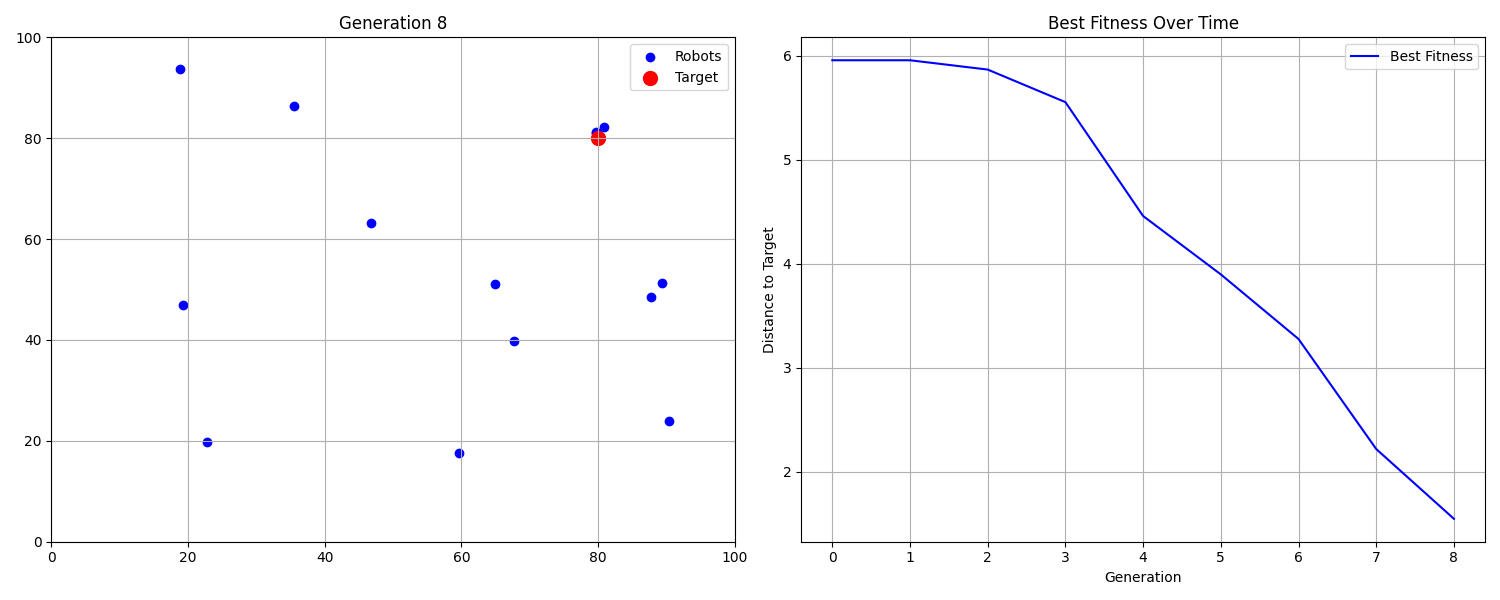 Generation 8
Robots
Target
100
80
60
40
20
0
0 20 40 60 80 100
Best Fitness Over Time
Best Fitness
Distance to Target
6
5
4
3
2
0 1 2 3 4 5 6 7 8
Generation